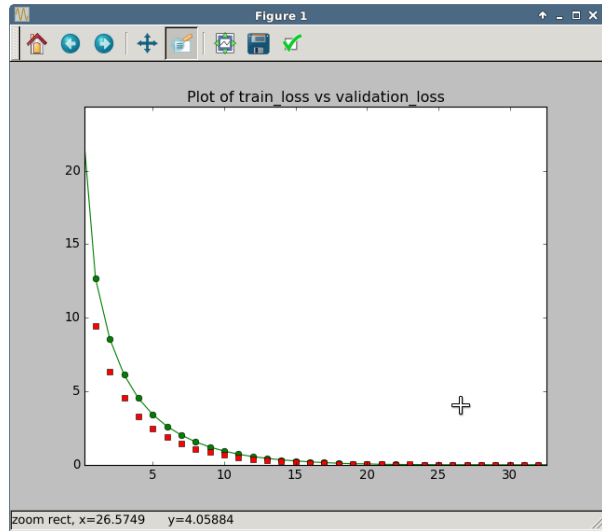 Figure 1
Plot of train_loss vs validation_loss
20
15
10
5
0
5 10 15 20 25 30
zoom rect, x=26.5749 y=4.05884